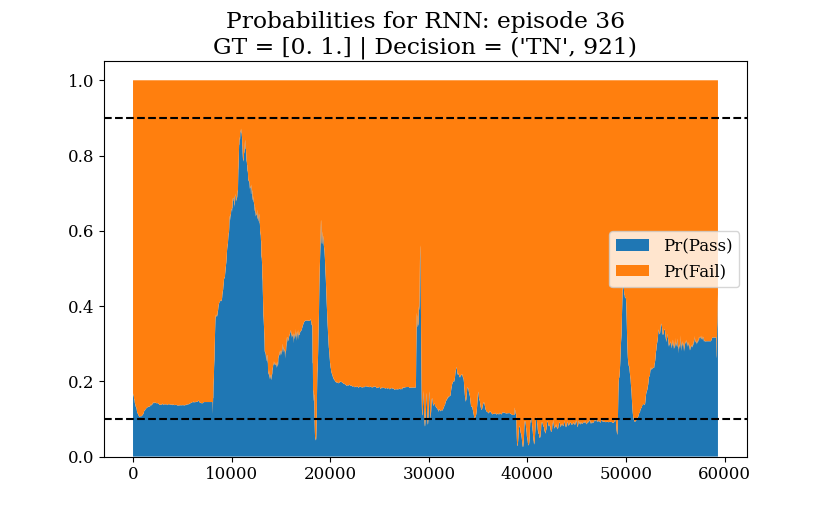 Probabilities for RNN: episode 36
GT = [0. 1.] | Decision = ('TN', 921)
1.0
0.8
0.6
0.4
0.2
0.0
Pr(Pass)
Pr(Fail)
0 10000 20000 30000 40000 50000 60000